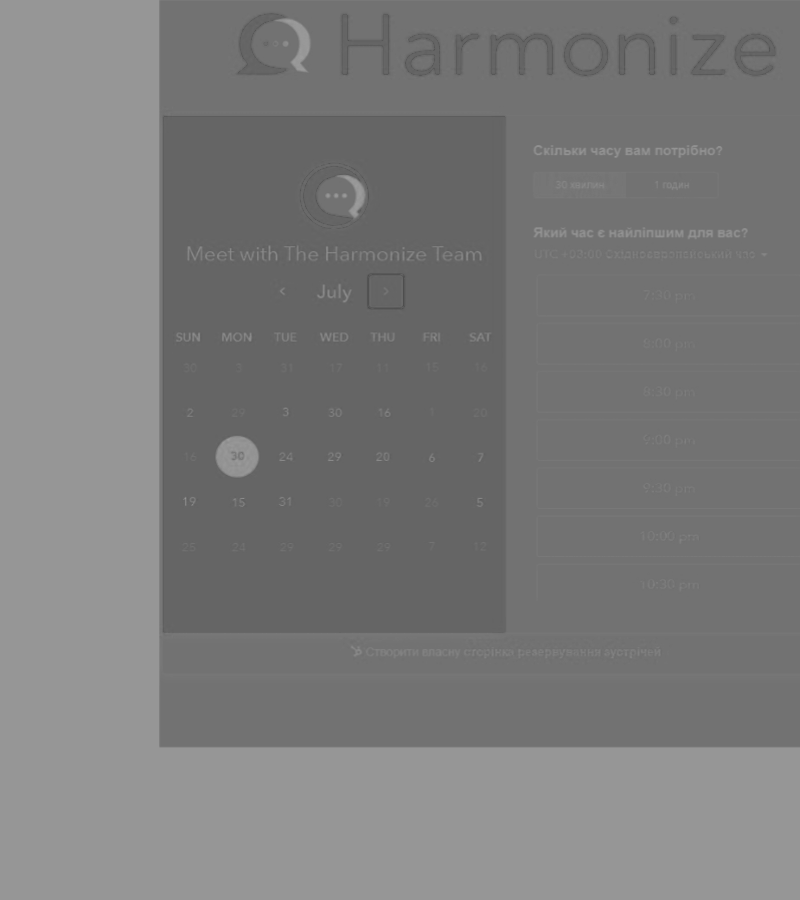 Harmonize
Meet with The Harmonize Team
July
SUN MON TUE WED THU FRI SAT
30 3 31 17 11 15 16
2 29 3 30 16 1 20
16 30 24 29 20 6 7
19 15 31 30 19 26 5
25 24 29 29 29 7 12
Скільки часу вам потрібно?
30 хвилин 1 годин
Який час є найліпшим для вас?
UTC +03:00 Східноєвропейський час
7:30 pm
8:00 pm
8:30 pm
9:00 pm
9:30 pm
10:00 pm
10:30 pm
Створити власну сторінка резервування зустрічей